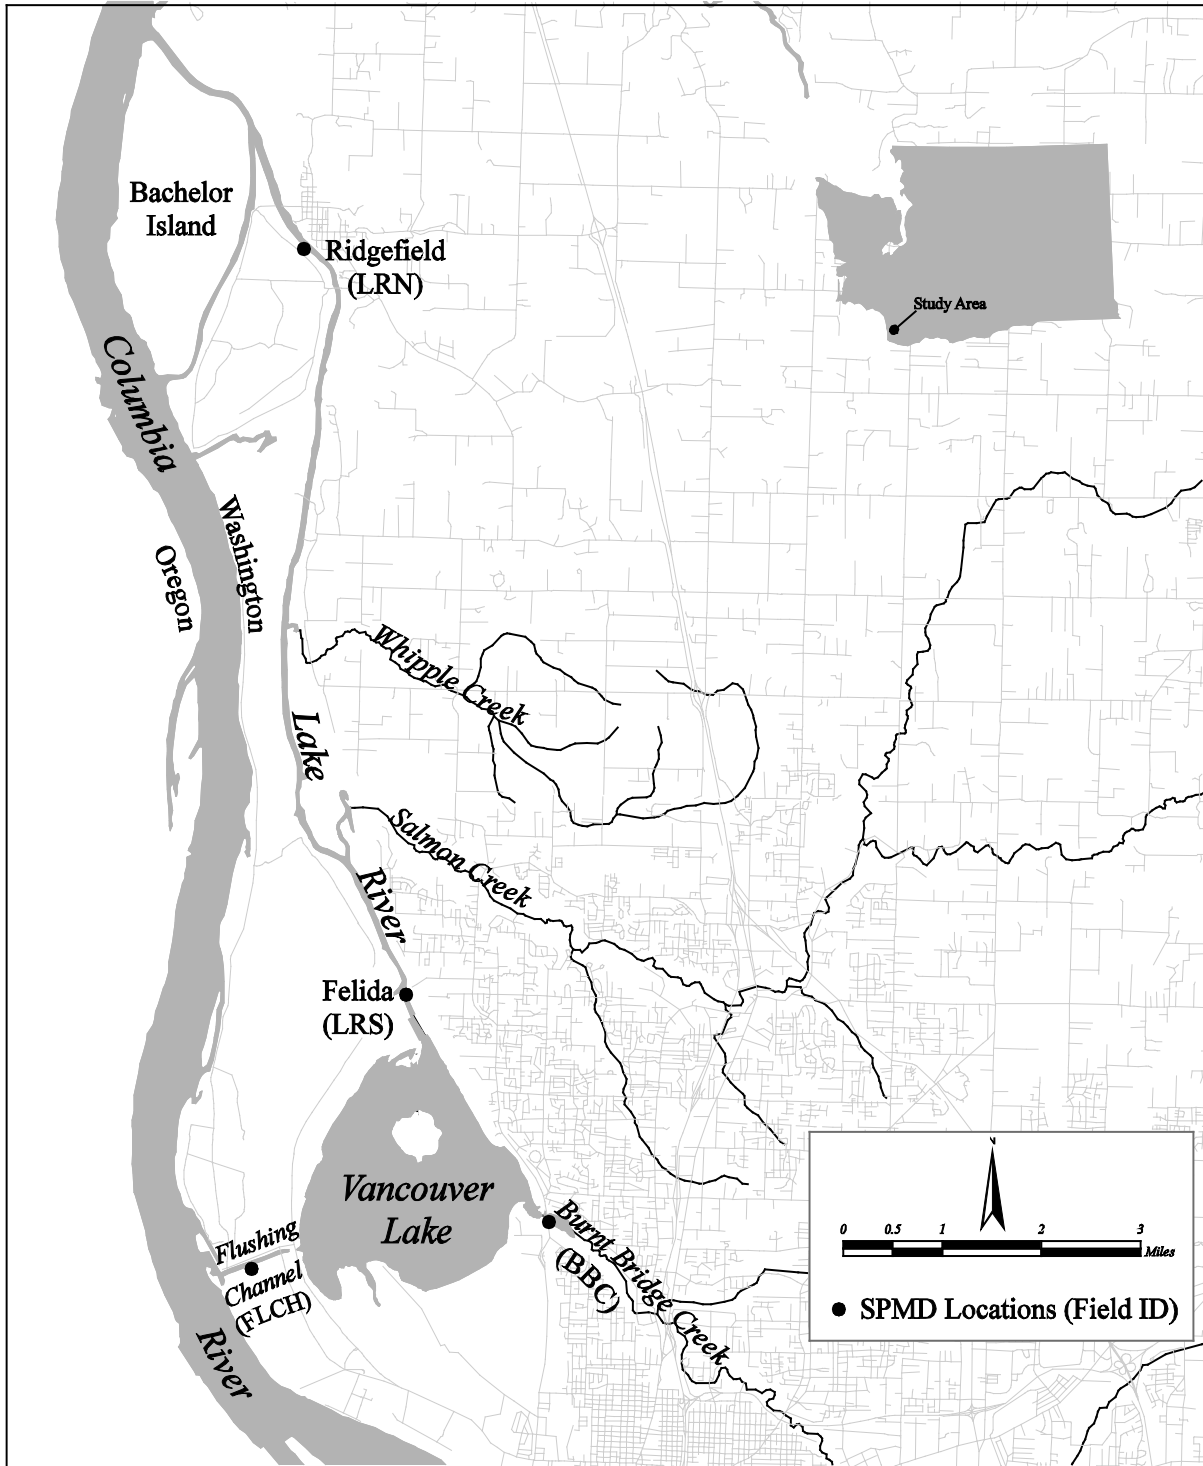 Bachelor
Island
Ridgefield
(LRN)
Study Area
Columbia
Washington
Oregon
Whipple Creek
Lake
Salmon Creek
River
Felida
(LRS)
Vancouver
Lake
Burnt Bridge Creek
(BBC)
Flushing
Channel
(FLCH)
River
N
0 0.5 1 2 3
Miles
SPMD Locations (Field ID)